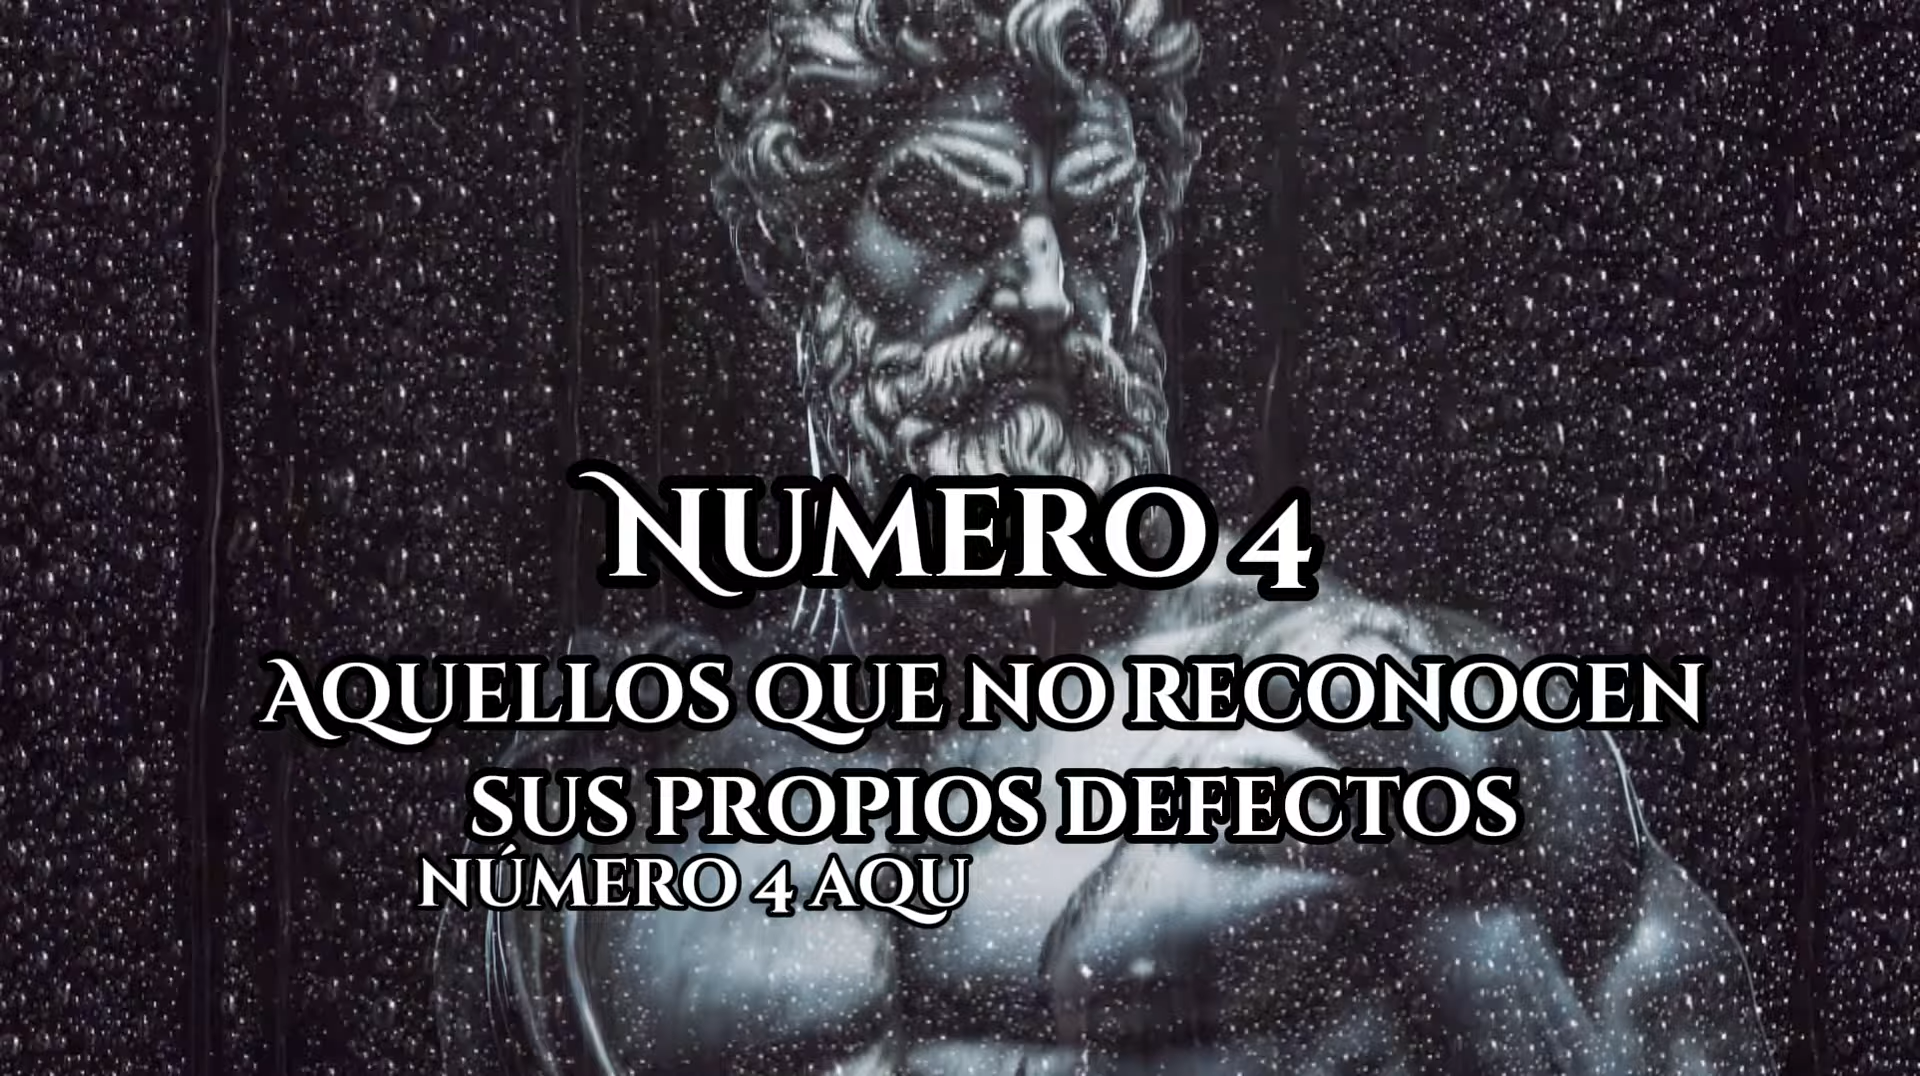 Numero 4
Aquellos que no reconocen
sus propios defectos
número 4 aqu